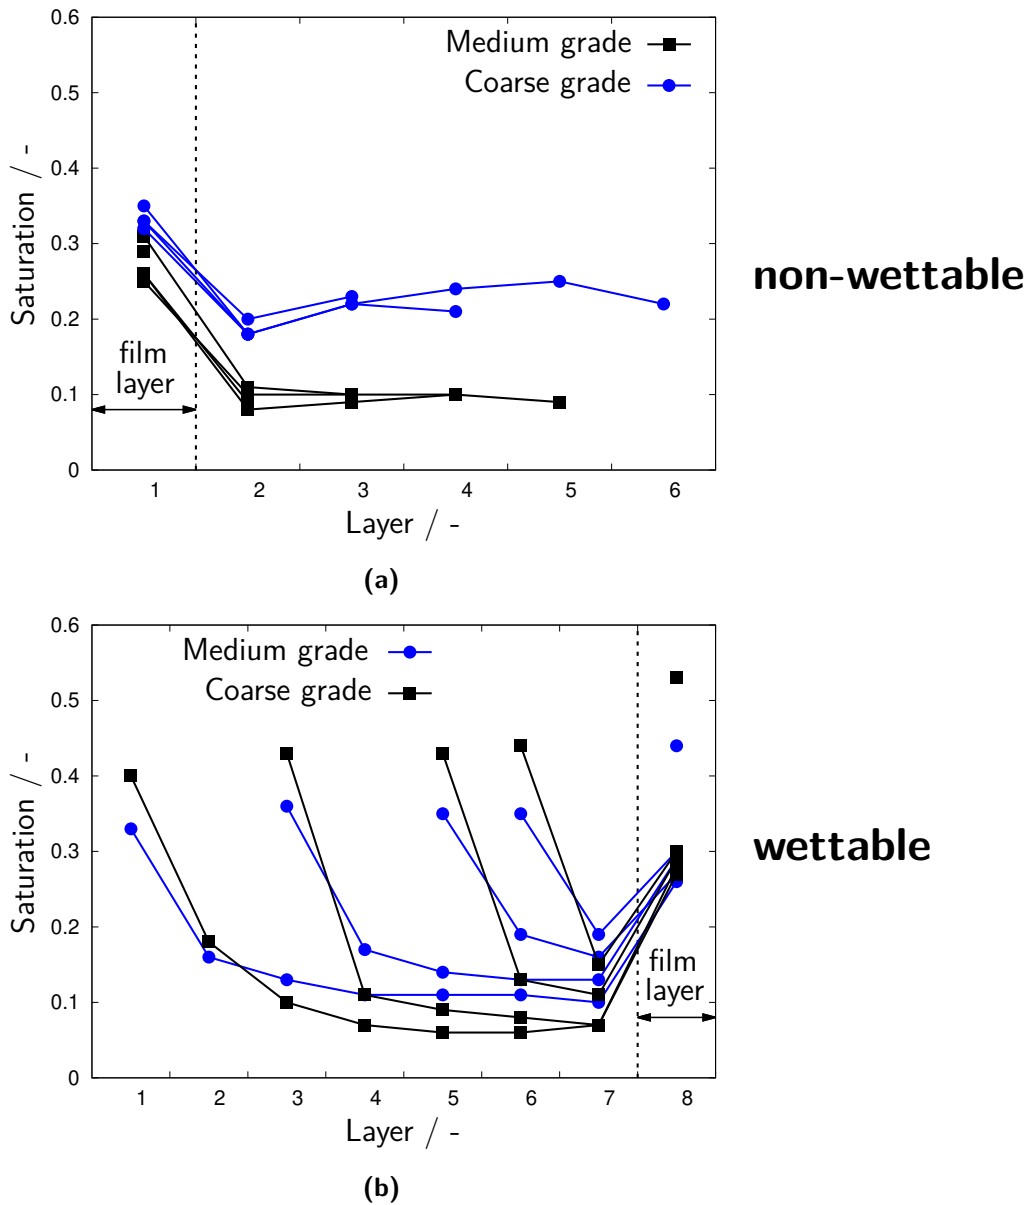 0.6
Medium grade
Coarse grade
0.5
0.4
0.3
0.2
0.1
0
Saturation / -
film
layer
1 2 3 4 5 6
Layer / -
(a)
non-wettable
0.6
Medium grade
Coarse grade
0.5
0.4
0.3
0.2
0.1
0
Saturation / -
film
layer
1 2 3 4 5 6 7 8
Layer / -
(b)
wettable